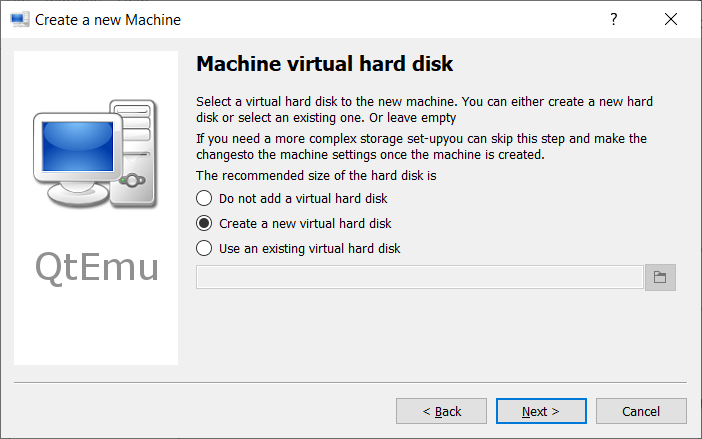 Create a new Machine
?
Machine virtual hard disk
Select a virtual hard disk to the new machine. You can either create a new hard
disk or select an existing one. Or leave empty
If you need a more complex storage set-upyou can skip this step and make the
changesto the machine settings once the machine is created.
The recommended size of the hard disk is
Do not add a virtual hard disk
Create a new virtual hard disk
Use an existing virtual hard disk
QtEmu
< Back
Next >
Cancel